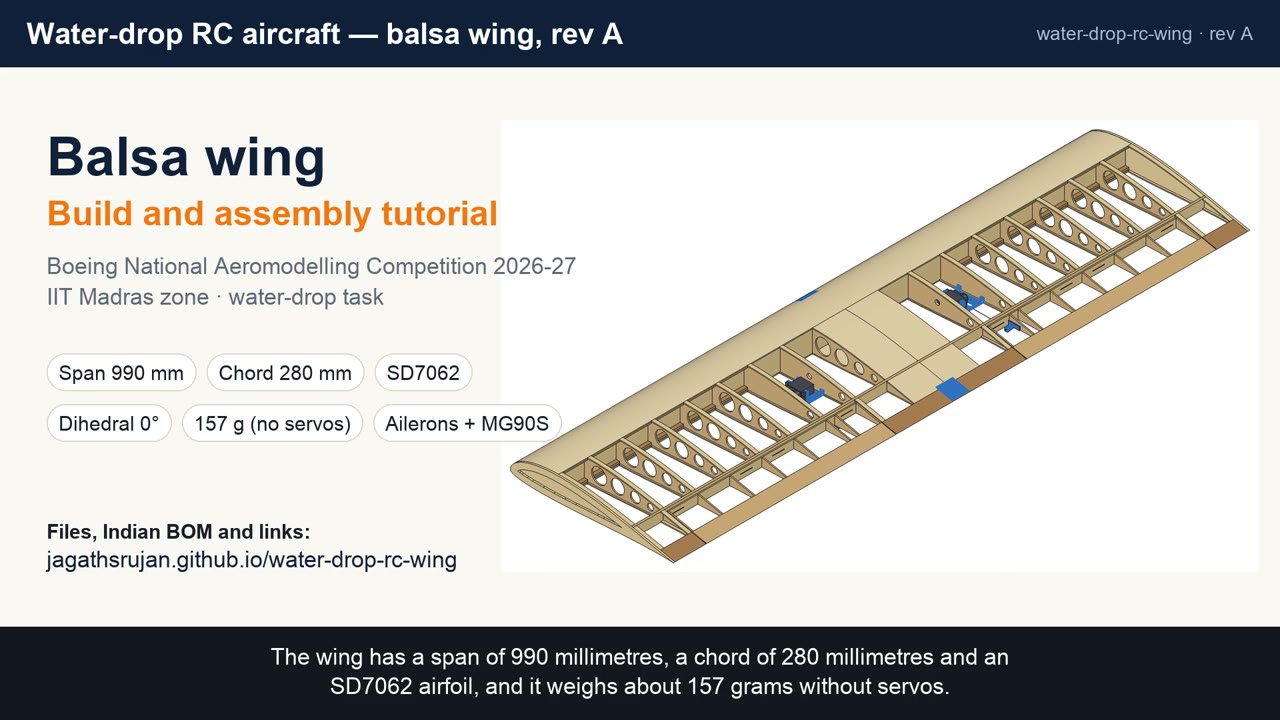 Water-drop RC aircraft — balsa wing, rev A
water-drop-rc-wing · rev A
Balsa wing
Build and assembly tutorial
Boeing National Aeromodelling Competition 2026-27
IIT Madras zone · water-drop task
Span 990 mm
Chord 280 mm
SD7062
Dihedral 0°
157 g (no servos)
Ailerons + MG90S
Files, Indian BOM and links:
jagathsrujan.github.io/water-drop-rc-wing
The wing has a span of 990 millimetres, a chord of 280 millimetres and an
SD7062 airfoil, and it weighs about 157 grams without servos.